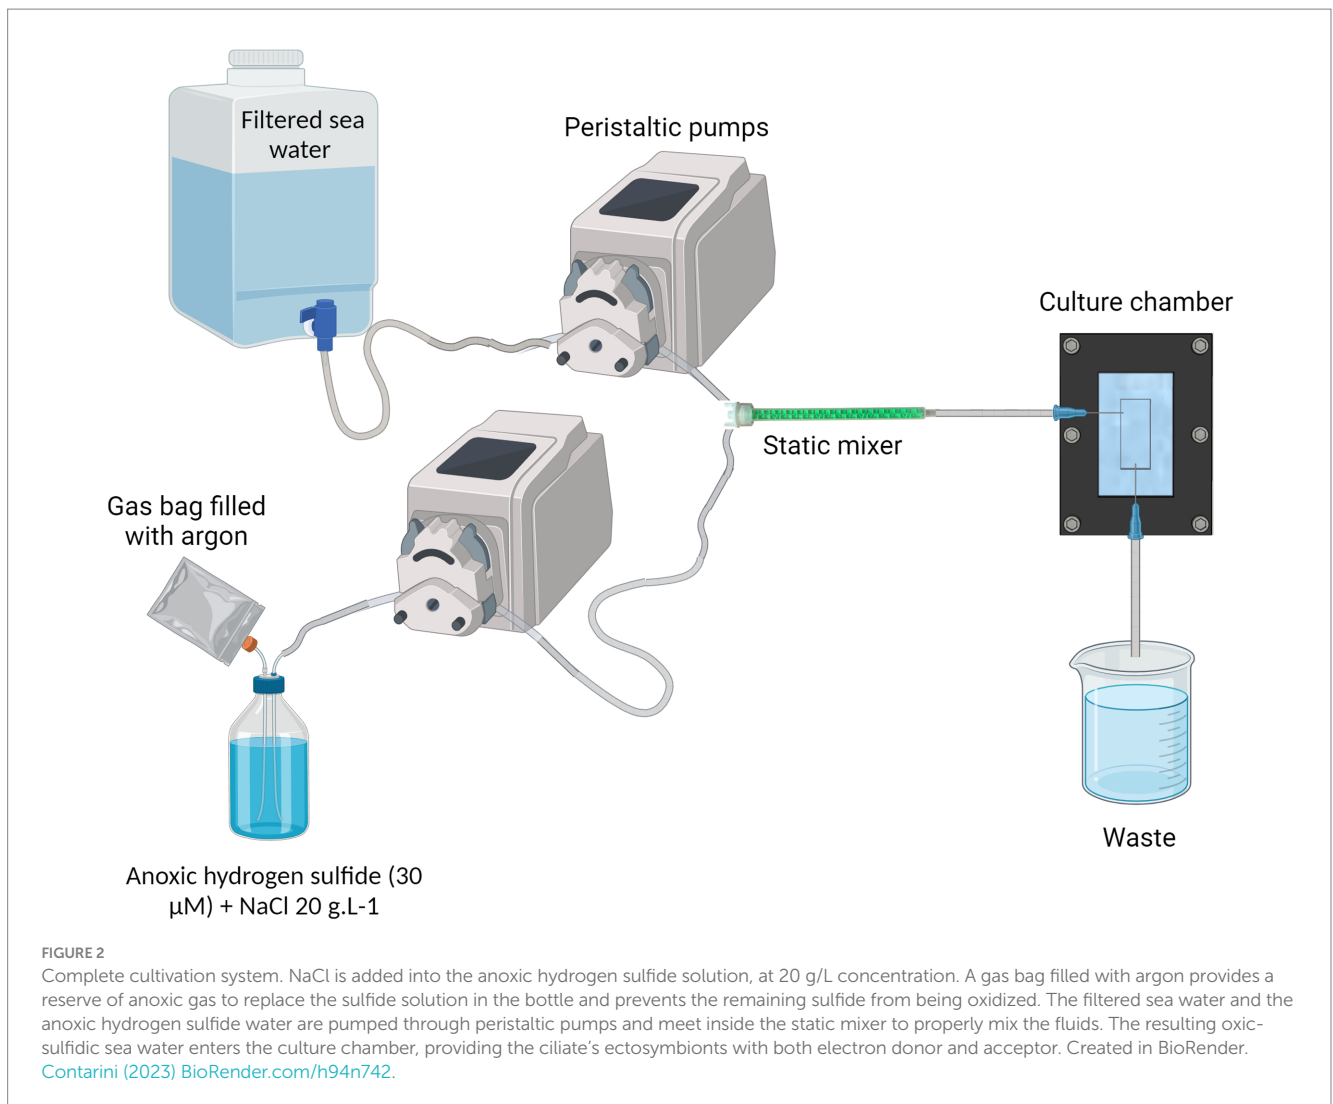 Filtered sea
water
Peristaltic pumps
Culture chamber
Static mixer
Gas bag filled
with argon
Waste
Anoxic hydrogen sulfide (30
µM) + NaCl 20 g.L-1
FIGURE 2
Complete cultivation system. NaCl is added into the anoxic hydrogen sulfide solution, at 20 g/L concentration. A gas bag filled with argon provides a
reserve of anoxic gas to replace the sulfide solution in the bottle and prevents the remaining sulfide from being oxidized. The filtered sea water and the
anoxic hydrogen sulfide water are pumped through peristaltic pumps and meet inside the static mixer to properly mix the fluids. The resulting oxic-
sulfidic sea water enters the culture chamber, providing the ciliate's ectosymbionts with both electron donor and acceptor. Created in BioRender.
Contarini (2023) BioRender.com/h94n742.